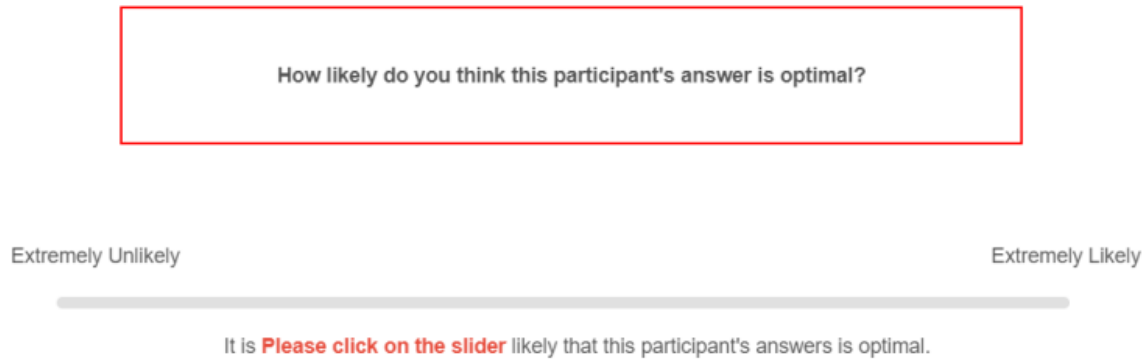 How likely do you think this participant's answer is optimal?
Extremely Unlikely
Extremely Likely
It is Please click on the slider likely that this participant's answers is optimal.